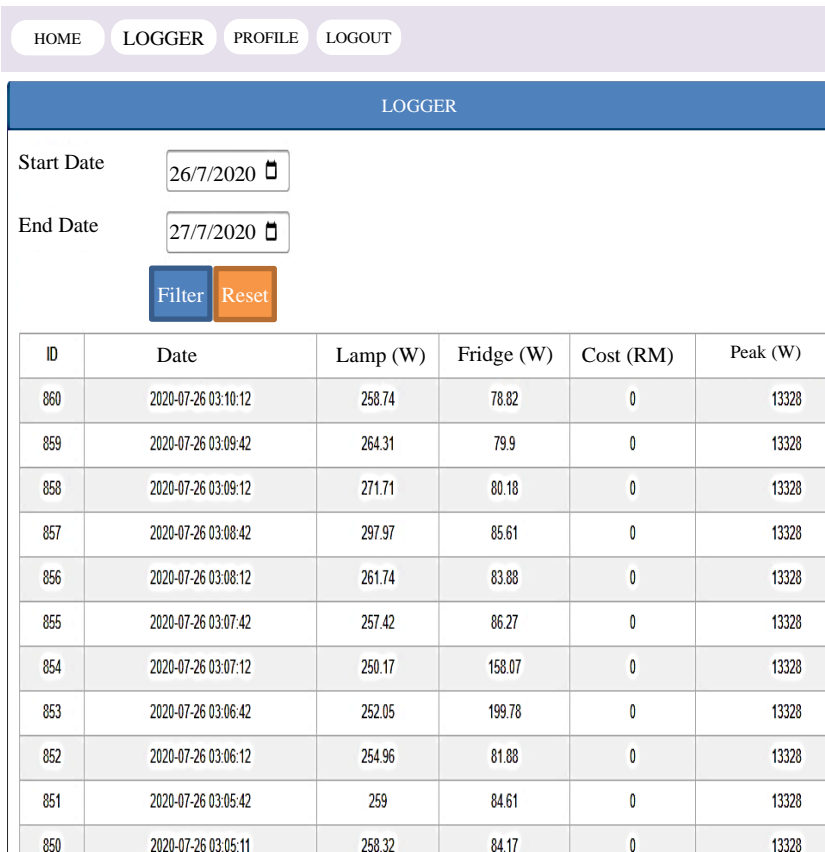 HOME LOGGER PROFILE LOGOUT
LOGGER
Start Date 26/7/2020
End Date 27/7/2020
Filter Reset
ID Date Lamp (W) Fridge (W) Cost (RM) Peak (W)
860 2020-07-26 03:10:12 258.74 78.82 0 13328
859 2020-07-26 03:09:42 264.31 79.9 0 13328
858 2020-07-26 03:09:12 271.71 80.18 0 13328
857 2020-07-26 03:08:42 297.97 85.61 0 13328
856 2020-07-26 03:08:12 261.74 83.88 0 13328
855 2020-07-26 03:07:42 257.42 86.27 0 13328
854 2020-07-26 03:07:12 250.17 158.07 0 13328
853 2020-07-26 03:06:42 252.05 199.78 0 13328
852 2020-07-26 03:06:12 254.96 81.88 0 13328
851 2020-07-26 03:05:42 259 84.61 0 13328
850 2020-07-26 03:05:11 258.32 84.17 0 13328